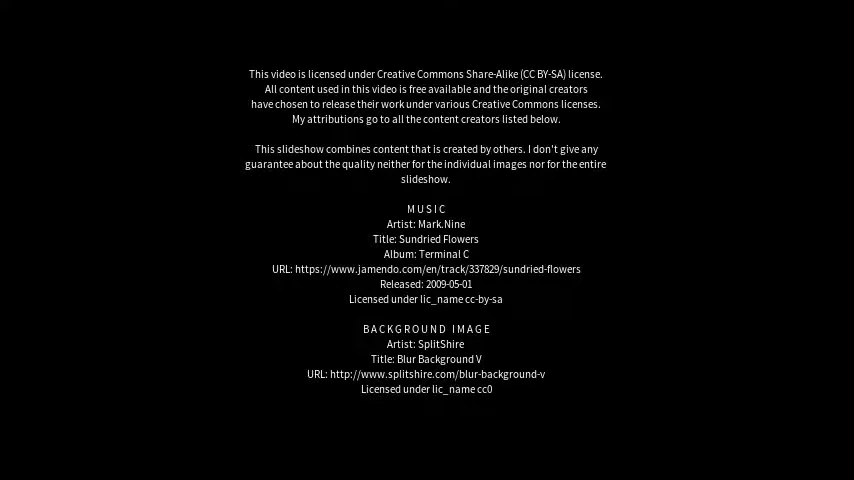 This video is licensed under Creative Commons Share-Alike (CC BY-SA) license.
All content used in this video is free available and the original creators
have chosen to release their work under various Creative Commons licenses.
My attributions go to all the content creators listed below.
This slideshow combines content that is created by others. I don't give any
guarantee about the quality neither for the individual images nor for the entire
slideshow.
MUSIC
Artist: Mark.Nine
Title: Sundried Flowers
Album: Terminal C
URL: https://www.jamendo.com/en/track/337829/sundried-flowers
Released: 2009-05-01
Licensed under lic_name cc-by-sa
BACKGROUND IMAGE
Artist: SplitShire
Title: Blur Background V
URL: http://www.splitshire.com/blur-background-v
Licensed under lic_name cc0